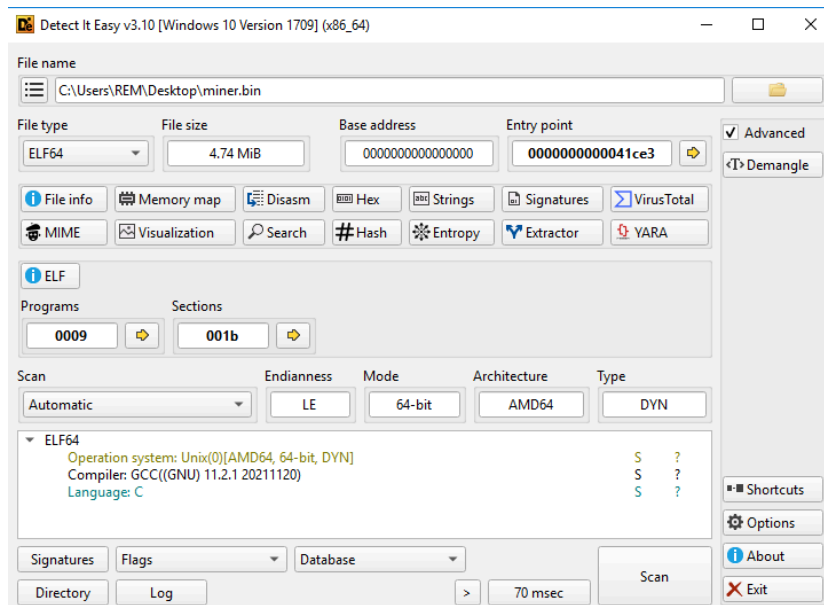 Detect It Easy v3.10 [Windows 10 Version 1709] (x86_64)
File name
C:\Users\REM\Desktop\miner.bin
File type File size Base address Entry point
ELF64 4.74 MiB 0000000000000000 0000000000041ce3
Advanced
Demangle
File info Memory map Disasm Hex Strings Signatures VirusTotal
MIME Visualization Search Hash Entropy Extractor YARA
ELF
Programs Sections
0009 001b
Scan Endianness Mode Architecture Type
Automatic LE 64-bit AMD64 DYN
ELF64
Operation system: Unix(0)[AMD64, 64-bit, DYN] S ?
Compiler: GCC((GNU) 11.2.1 20211120) S ?
Language: C S ?
Shortcuts
Options
About
Exit
Signatures Flags Database Scan
Directory Log > 70 msec